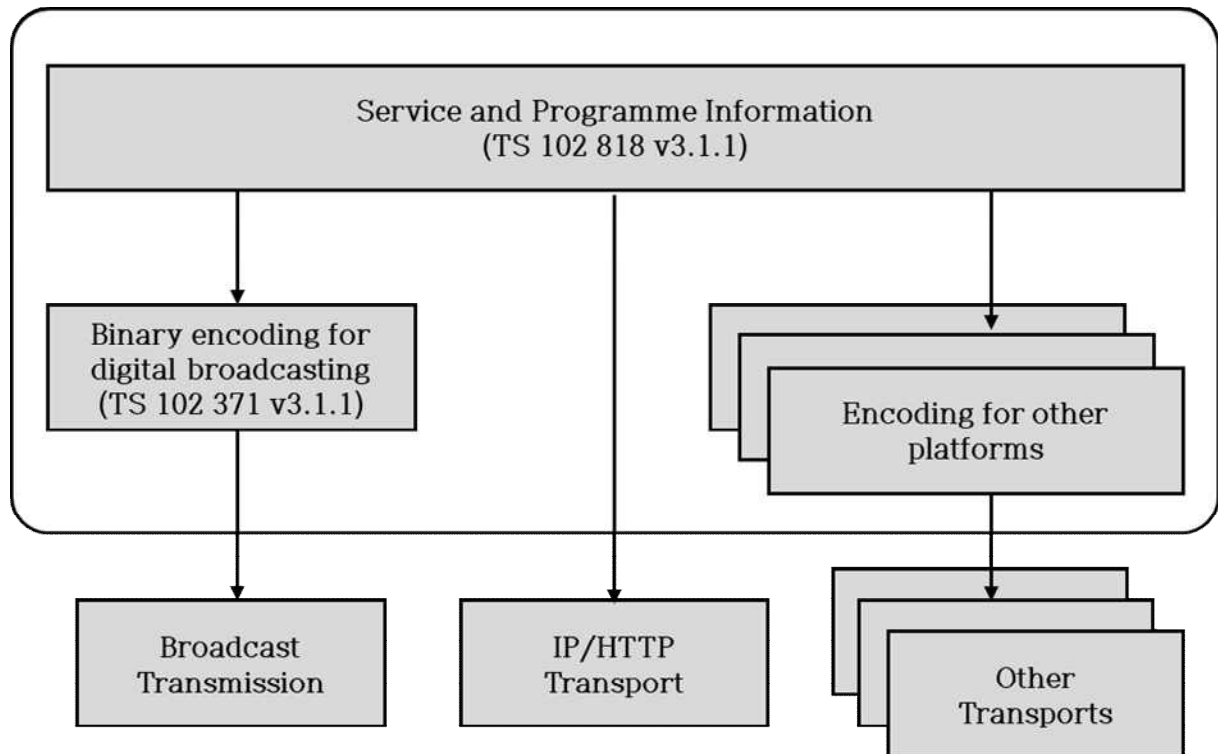 Service and Programme Information
(TS 102 818 v3.1.1)
Binary encoding for
digital broadcasting
(TS 102 371 v3.1.1)
Encoding for other
platforms
Broadcast
Transmission
IP/HTTP
Transport
Other
Transports